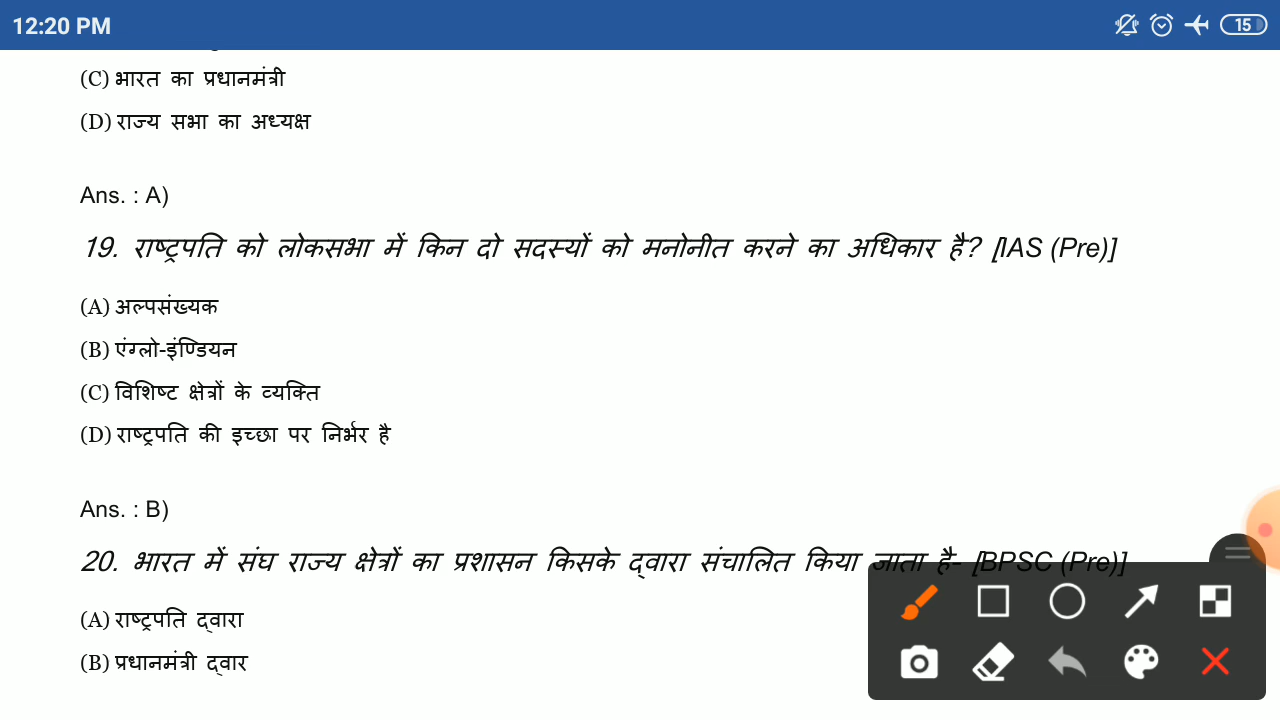 12:20 PM
15
(C) भारत का प्रधानमंत्री
(D) राज्य सभा का अध्यक्ष
Ans. : A)
19. राष्ट्रपति को लोकसभा में किन दो सदस्यों को मनोनीत करने का अधिकार है? [IAS (Pre)]
(A) अल्पसंख्यक
(B) एंग्लो-इंण्डियन
(C) विशिष्ट क्षेत्रों के व्यक्ति
(D) राष्ट्रपति की इच्छा पर निर्भर है
Ans. : B)
20. भारत में संघ राज्य क्षेत्रों का प्रशासन किसके द्वारा संचालित किया जाता है- [BPSC (Pre)]
(A) राष्ट्रपति द्वारा
(B) प्रधानमंत्री द्वार